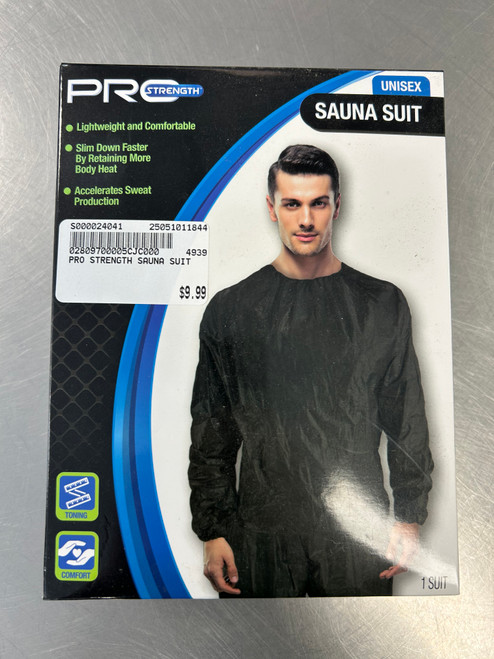 PRO STRENGTH®
UNISEX
SAUNA SUIT
Lightweight and Comfortable
Slim Down Faster
By Retaining More
Body Heat
Accelerates Sweat
Production
S000024041 25051011844
02809700005CJC000 4939
PRO STRENGTH SAUNA SUIT
$9.99
TONING
COMFORT
1 SUIT